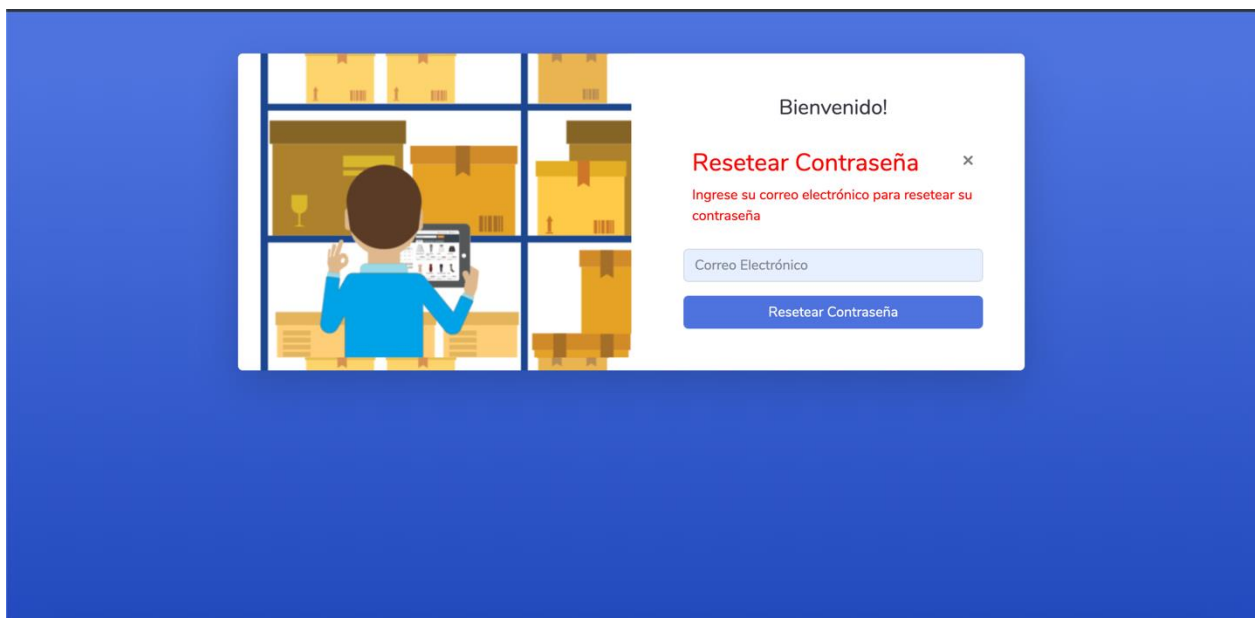 Bienvenido!
Resetear Contraseña ×
Ingrese su correo electrónico para resetear su
contraseña
Correo Electrónico
Resetear Contraseña